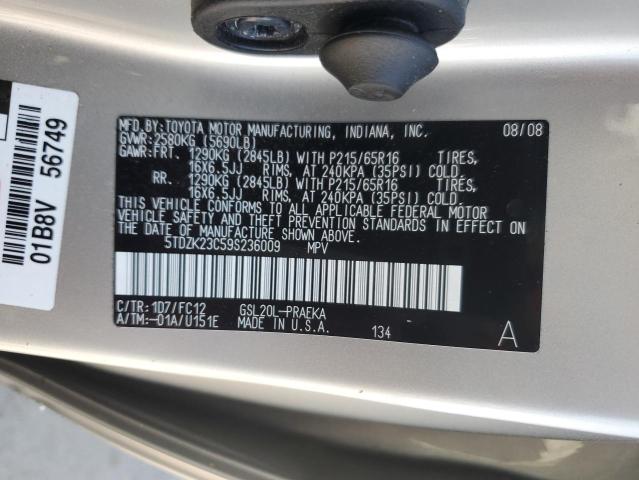 MFD.BY:TOYOTA MOTOR MANUFACTURING, INDIANA, INC. 08/08
GVWR:2580KG (5690LB)
GAWR:FRT. 1290KG (2845LB) WITH P215/65R16 TIRES,
16X6.5JJ RIMS, AT 240KPA (35PSI) COLD.
RR. 1290KG (2845LB) WITH P215/65R16 TIRES,
16X6.5JJ RIMS, AT 240KPA (35PSI) COLD.
THIS VEHICLE CONFORMS TO ALL APPLICABLE FEDERAL MOTOR
VEHICLE SAFETY AND THEFT PREVENTION STANDARDS IN EFFECT ON
THE DATE OF MANUFACTURE SHOWN ABOVE.
5TDZK23C59S236009 MPV
C/TR:1D7/FC12 GSL20L-PRAEKA
A/TM:-01A/U151E MADE IN U.S.A. 134 A
01B8V 56749